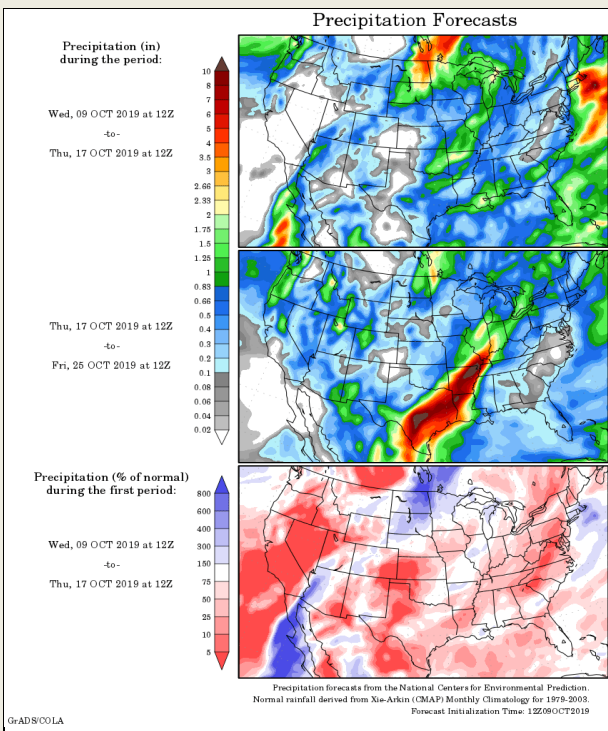 Precipitation Forecasts
Precipitation (in)
during the period:
Wed, 09 OCT 2019 at 12Z
-to-
Thu, 17 OCT 2019 at 12Z
10
8
7
6
5
4
3.5
3
2.66
2.33
2
1.75
1.5
1.25
1
0.83
0.66
0.5
0.4
0.3
0.2
0.1
0.08
0.06
0.04
0.02
Thu, 17 OCT 2019 at 12Z
-to-
Fri, 25 OCT 2019 at 12Z
Precipitation (% of normal)
during the first period:
Wed, 09 OCT 2019 at 12Z
-to-
Thu, 17 OCT 2019 at 12Z
800
600
400
300
150
75
50
25
10
5
Precipitation forecasts from the National Centers for Environmental Prediction.
Normal rainfall derived from Xie-Arkin (CMAP) Monthly Climatology for 1979-2003.
Forecast Initialization Time: 12Z09OCT2019
GrADS/COLA